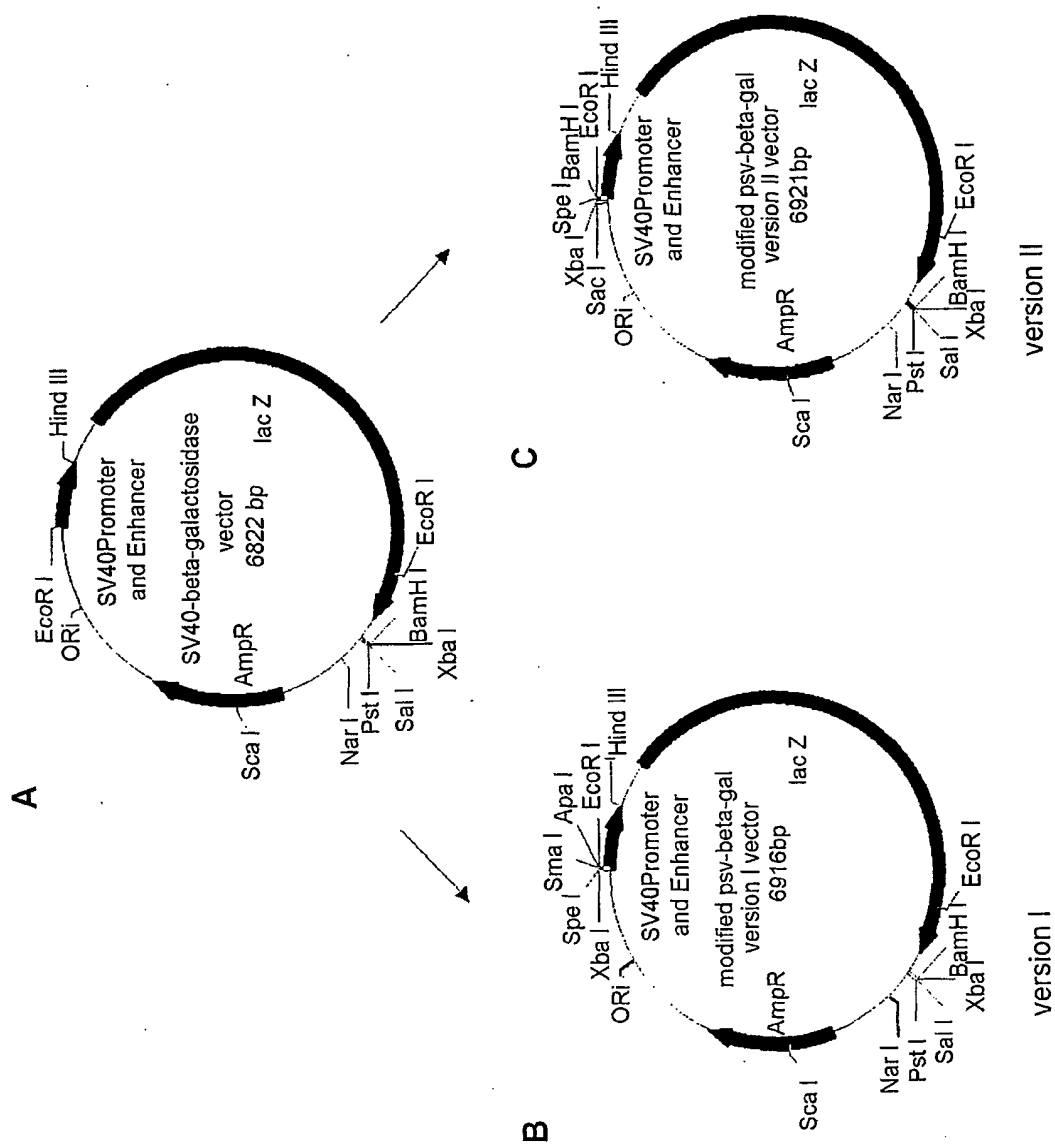 A
EcoR I
ORi
Hind III
SV40Promoter
and Enhancer
SV40-beta-galactosidase
vector
6822 bp
lac Z
AmpR
Sca I
Nar I
Pst I
Sal I
Xba I
BamH I
EcoR I
B
Xba I
Spe I
Sma I
Apa I
EcoR I
Hind III
ORi
SV40Promoter
and Enhancer
modified psv-beta-gal
version I vector
6916bp
lac Z
AmpR
Sca I
Nar I
Pst I
Sal I
Xba I
BamH I
EcoR I
version I
C
Sac I
Xba I
Spe I
BamH I
EcoR I
Hind III
ORi
SV40Promoter
and Enhancer
modified psv-beta-gal
version II vector
6921bp
lac Z
AmpR
Sca I
Nar I
Pst I
Sal I
Xba I
BamH I
EcoR I
version II